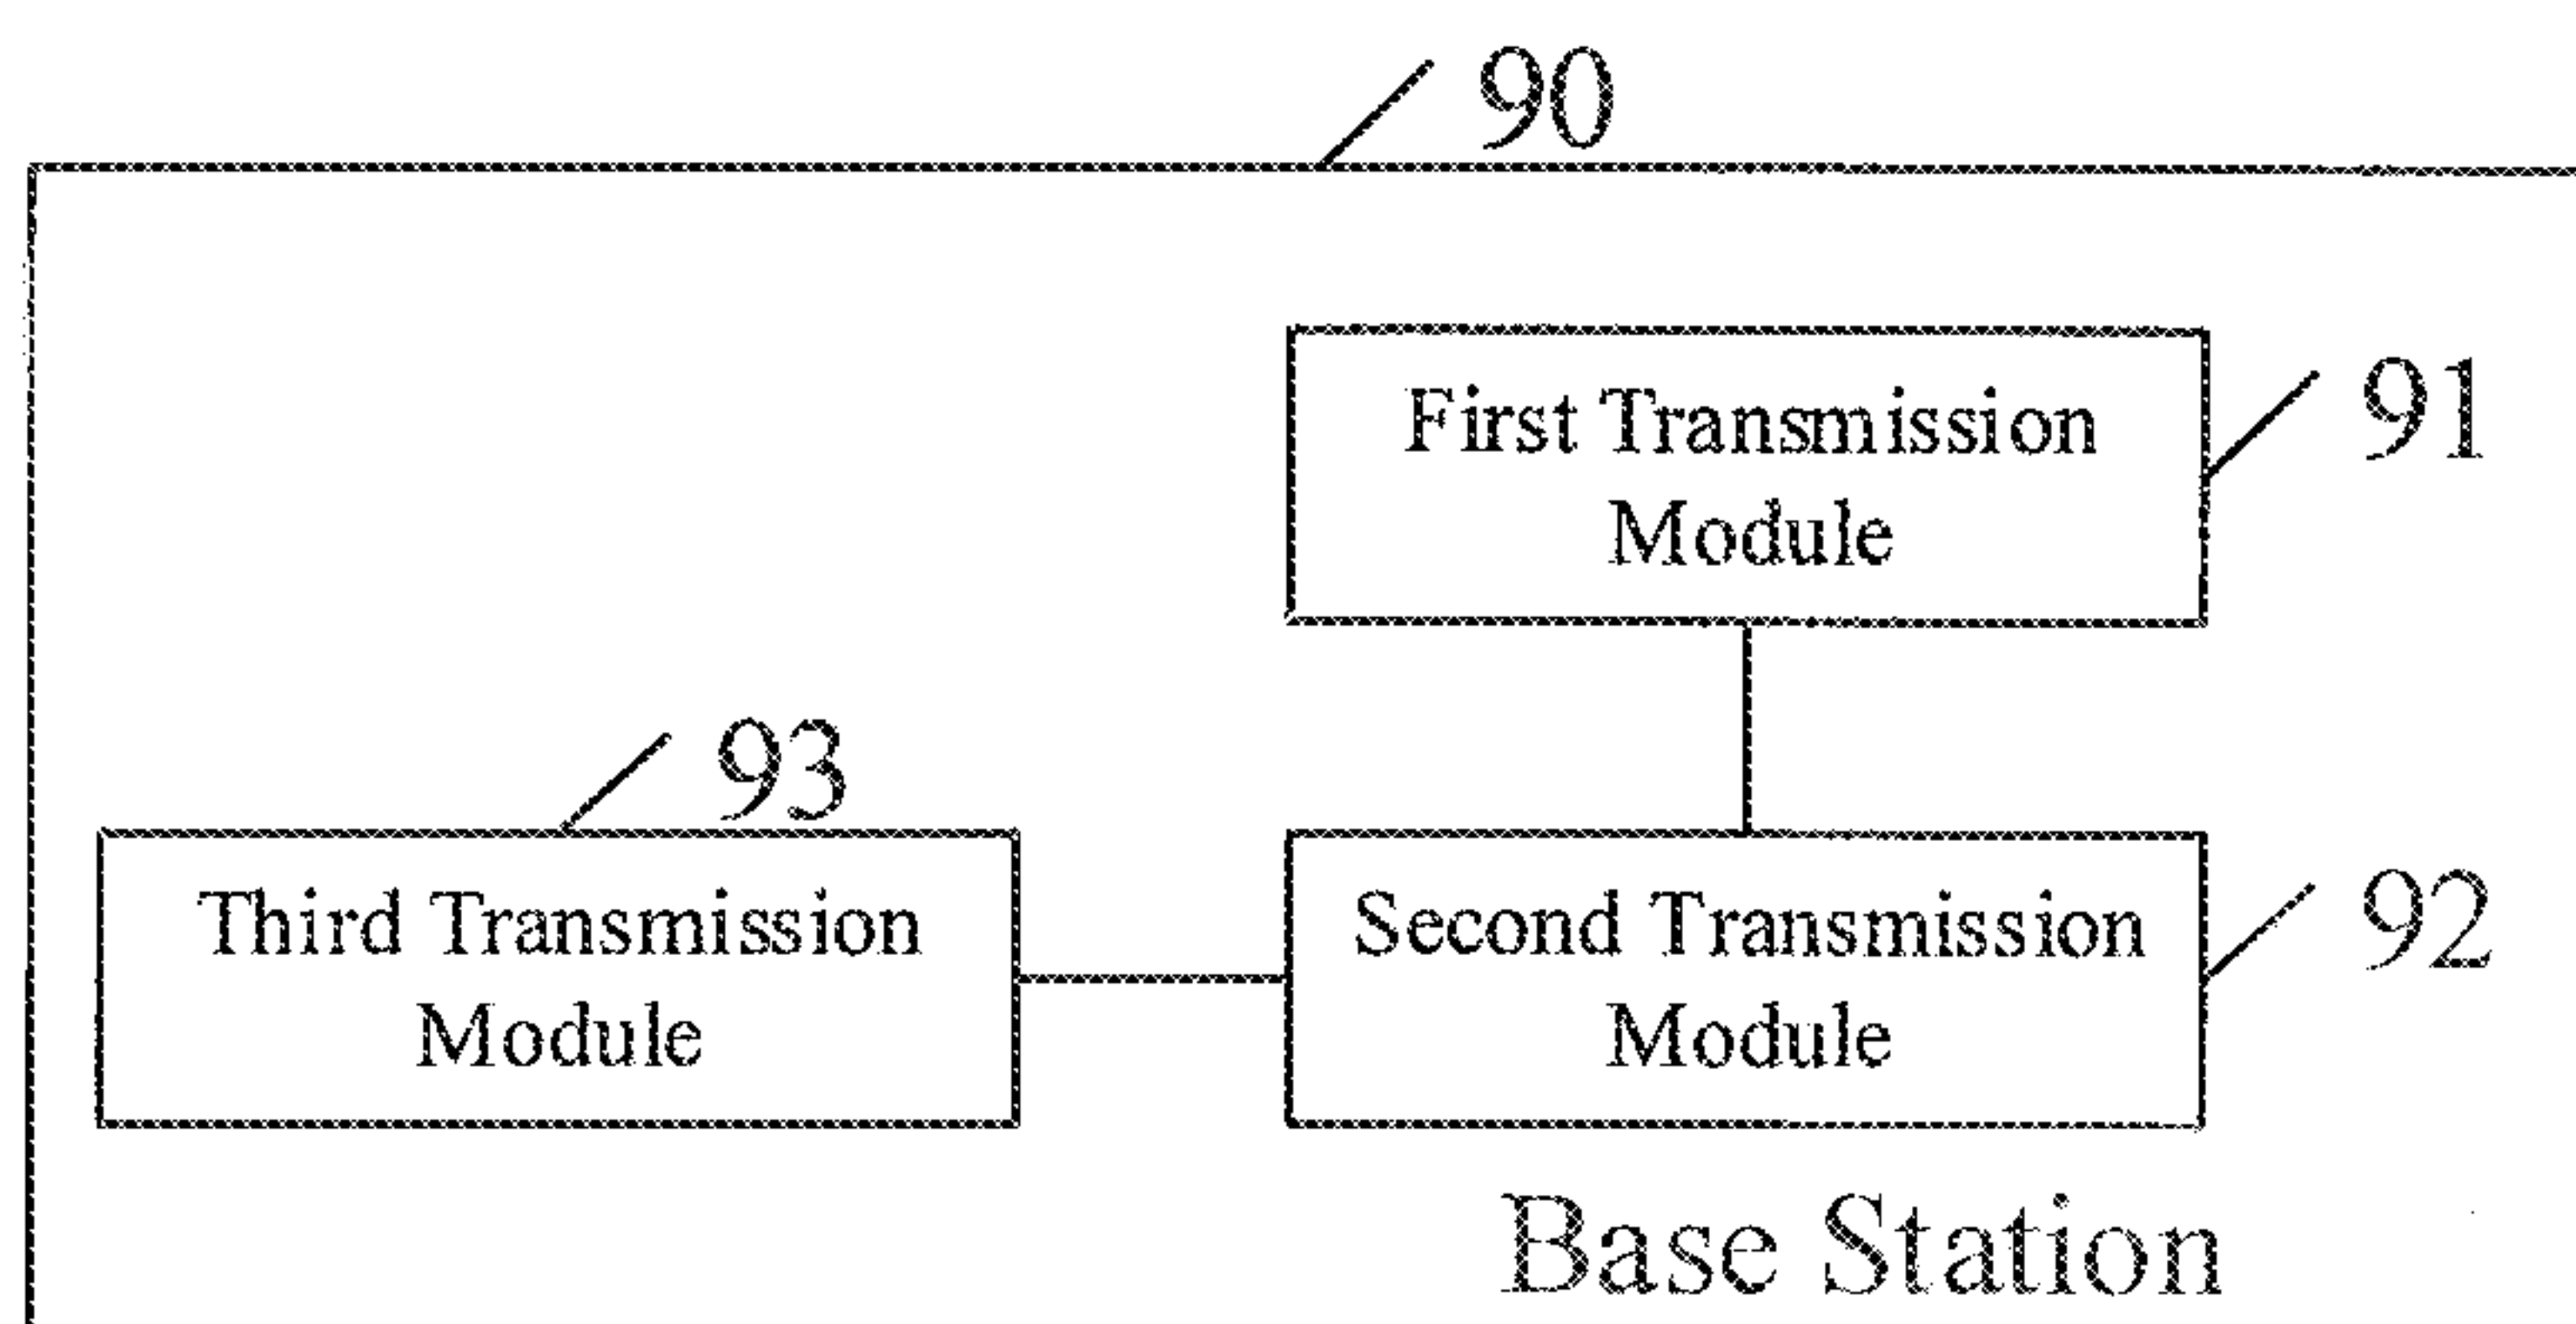 90
First Transmission
Module
91
93
Third Transmission
Module
Second Transmission
Module
92
Base Station